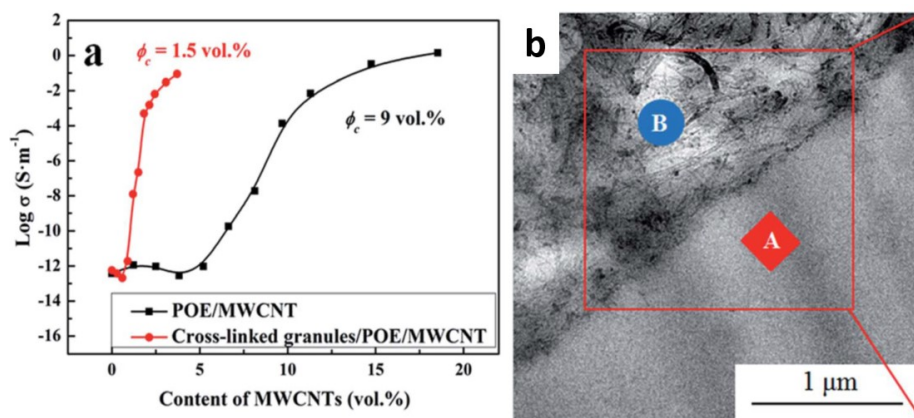 a
ϕc = 1.5 vol.%
ϕc = 9 vol.%
Log σ (S·m⁻¹)
2
0
-2
-4
-6
-8
-10
-12
-14
-16
POE/MWCNT
Cross-linked granules/POE/MWCNT
0
5
10
15
20
Content of MWCNTs (vol.%)
b
B
A
1 μm